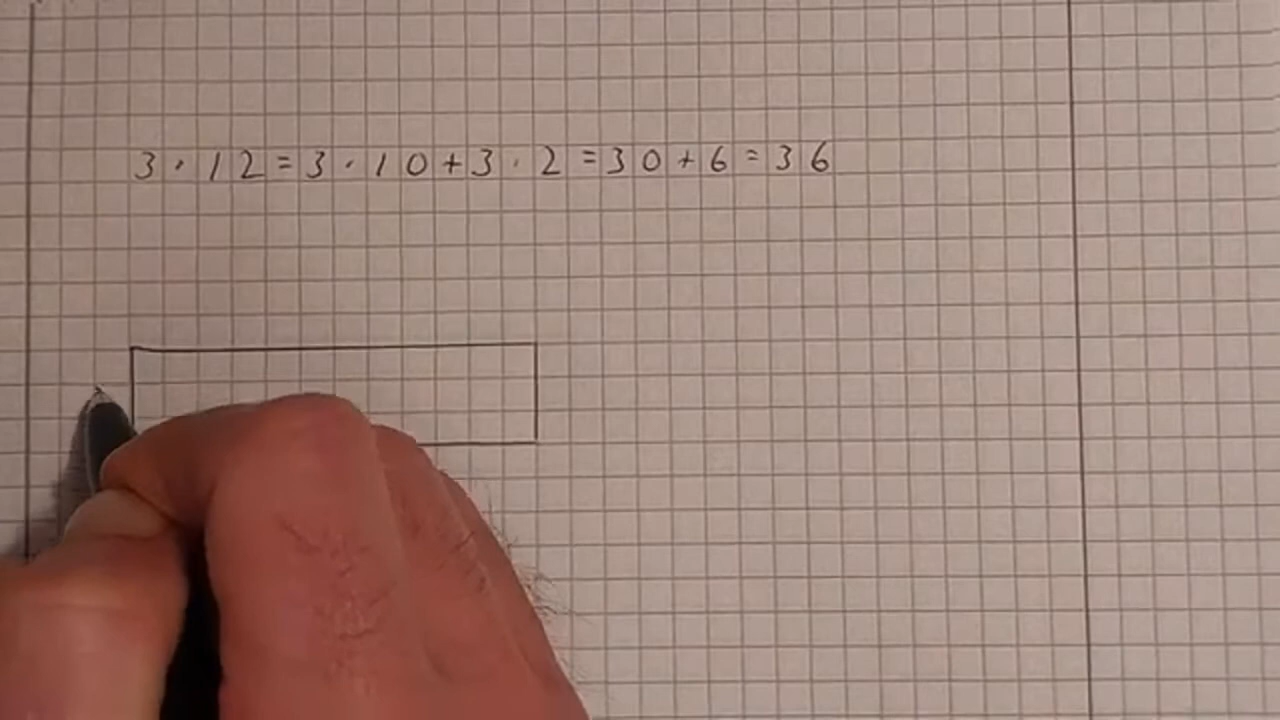 3 · 12 = 3 · 10 + 3 · 2 = 30 + 6 = 36